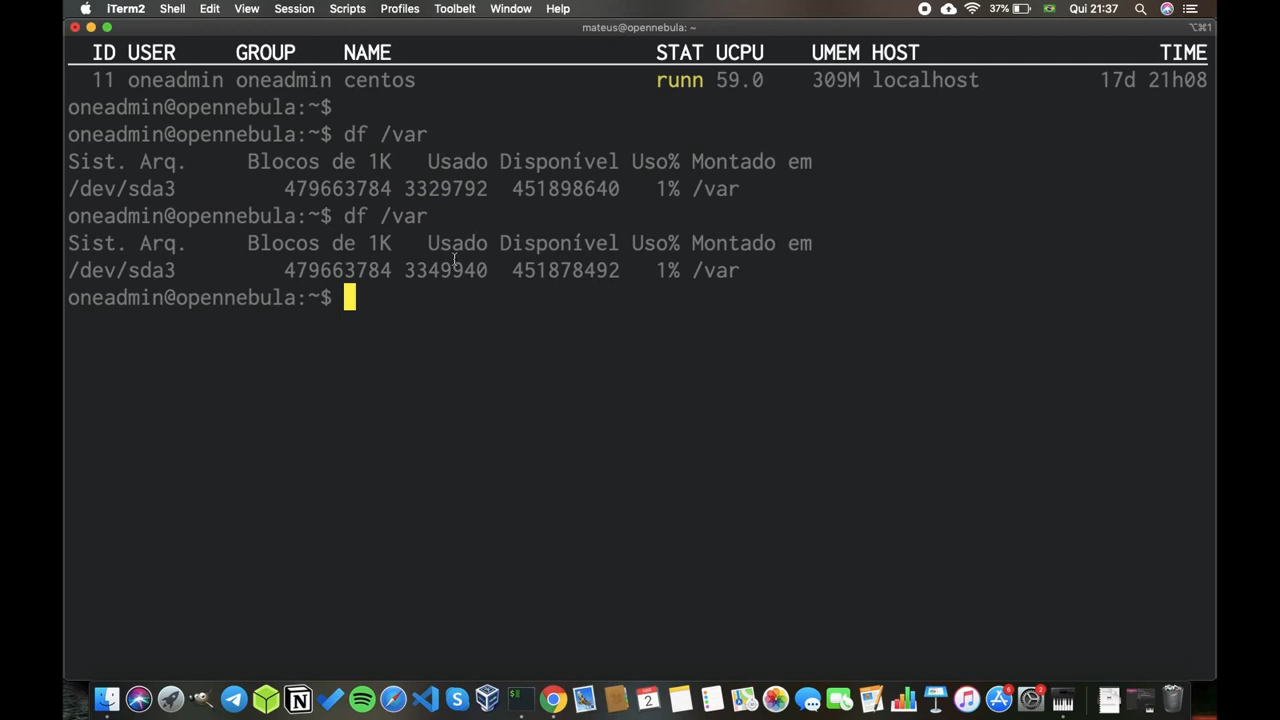 iTerm2 Shell Edit View Session Scripts Profiles Toolbelt Window Help 37% Qui 21:37
mateus@opennebula: ~ ⌥⌘1
ID USER GROUP NAME STAT UCPU UMEM HOST TIME
11 oneadmin oneadmin centos runn 59.0 309M localhost 17d 21h08
oneadmin@opennebula:~$
oneadmin@opennebula:~$ df /var
Sist. Arq. Blocos de 1K Usado Disponível Uso% Montado em
/dev/sda3 479663784 3329792 451898640 1% /var
oneadmin@opennebula:~$ df /var
Sist. Arq. Blocos de 1K Usado Disponível Uso% Montado em
/dev/sda3 479663784 3349940 451878492 1% /var
oneadmin@opennebula:~$